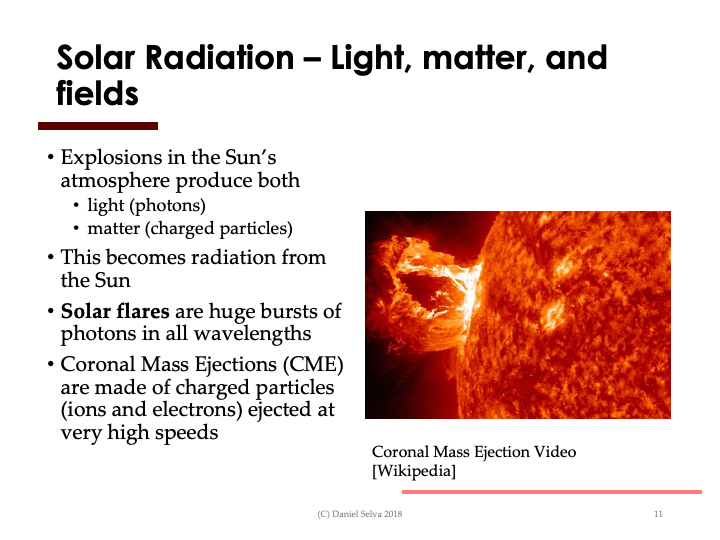 Solar Radiation – Light, matter, and
fields
• Explosions in the Sun’s
atmosphere produce both
• light (photons)
• matter (charged particles)
• This becomes radiation from
the Sun
• Solar flares are huge bursts of
photons in all wavelengths
• Coronal Mass Ejections (CME)
are made of charged particles
(ions and electrons) ejected at
very high speeds
Coronal Mass Ejection Video
[Wikipedia]
(C) Daniel Selva 2018
11